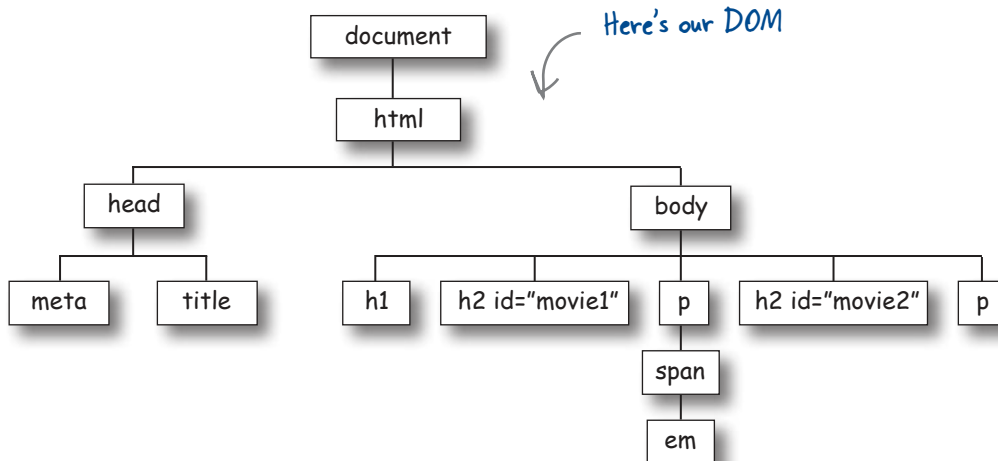 document
Here's our DOM
html
head
body
meta
title
h1
h2 id=”movie1”
p
h2 id=”movie2”
p
span
em